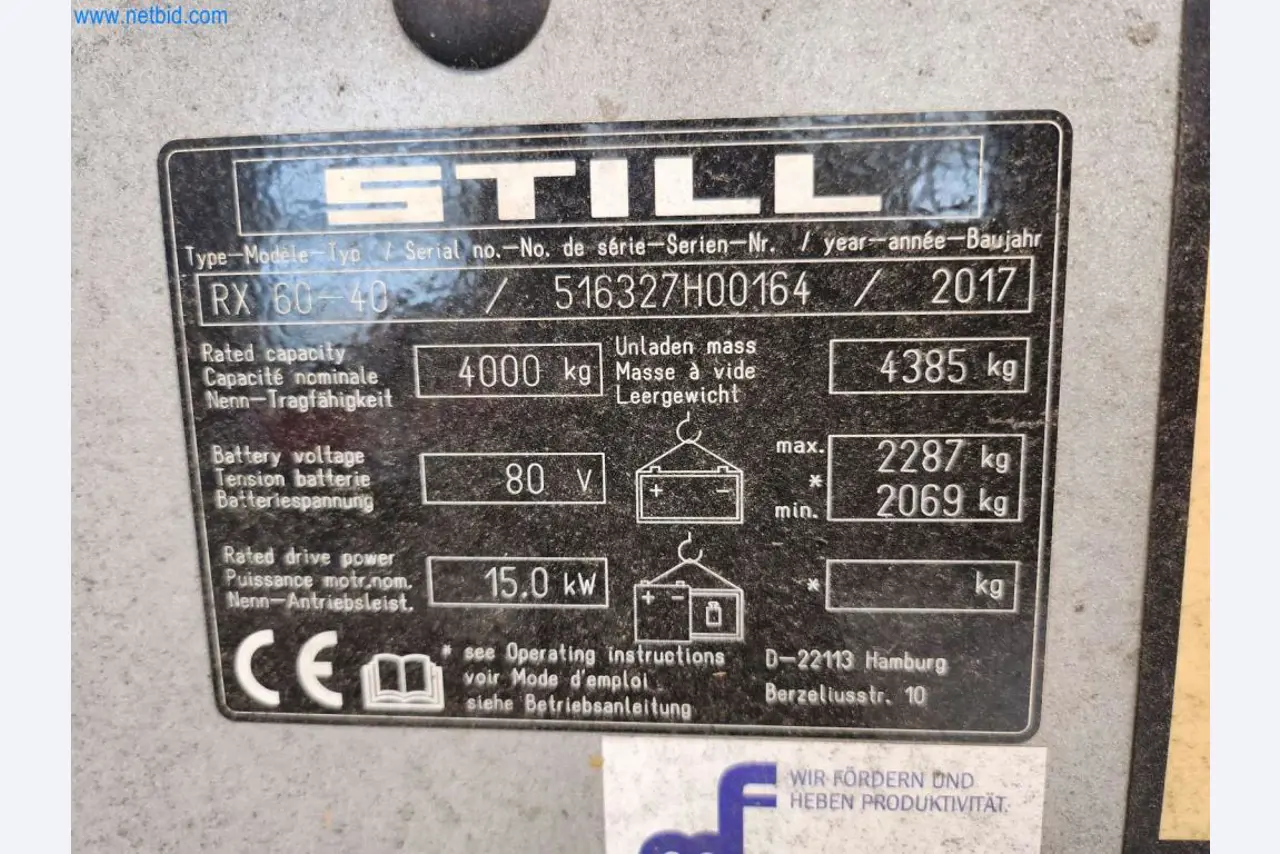 www.netbid.com
STILL
Type-Modèle-Typ / Serial no.-No. de série-Serien-Nr. / year-année-Baujahr
RX 60-40 / 516327H00164 / 2017
Rated capacity
Capacité nominale
Nenn-Tragfähigkeit
4000 kg
Unladen mass
Masse à vide
Leergewicht
4385 kg
Battery voltage
Tension batterie
Batteriespannung
80 V
+ −
max.
*
min.
2287 kg
2069 kg
Rated drive power
Puissance motr.nom.
Nenn-Antriebsleist.
15.0 kW
+ −
* kg
CE
* see Operating instructions
voir Mode d'emploi
siehe Betriebsanleitung
D-22113 Hamburg
Berzeliusstr. 10
WIR FÖRDERN UND
HEBEN PRODUKTIVITÄT.